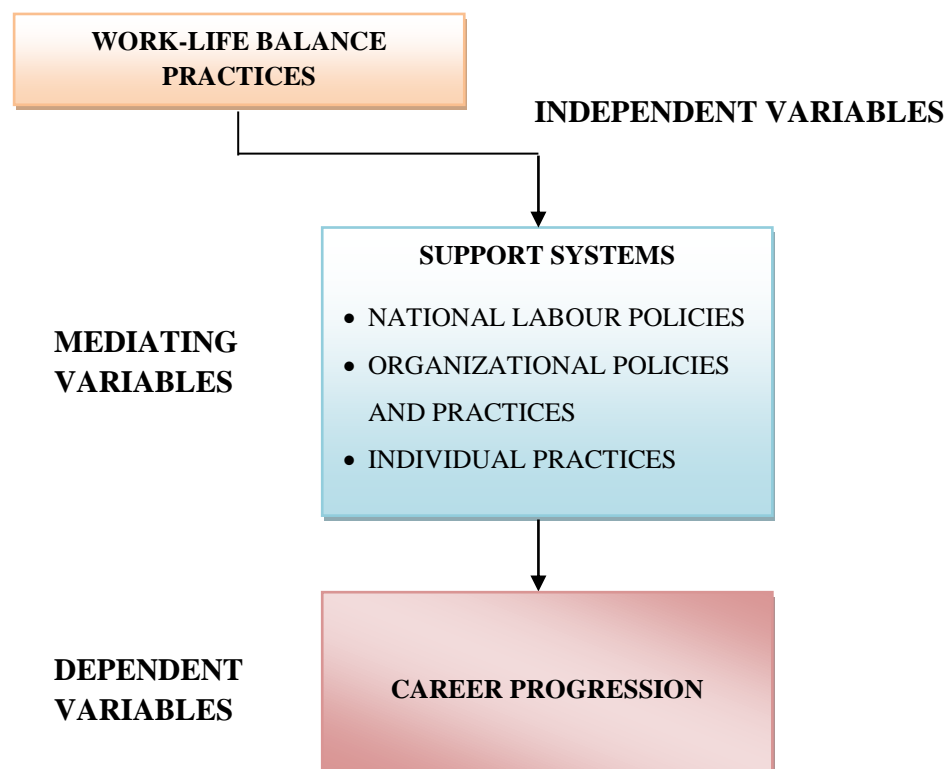 WORK-LIFE BALANCE
PRACTICES
INDEPENDENT VARIABLES
SUPPORT SYSTEMS
• NATIONAL LABOUR POLICIES
• ORGANIZATIONAL POLICIES
AND PRACTICES
• INDIVIDUAL PRACTICES
MEDIATING
VARIABLES
DEPENDENT
VARIABLES
CAREER PROGRESSION